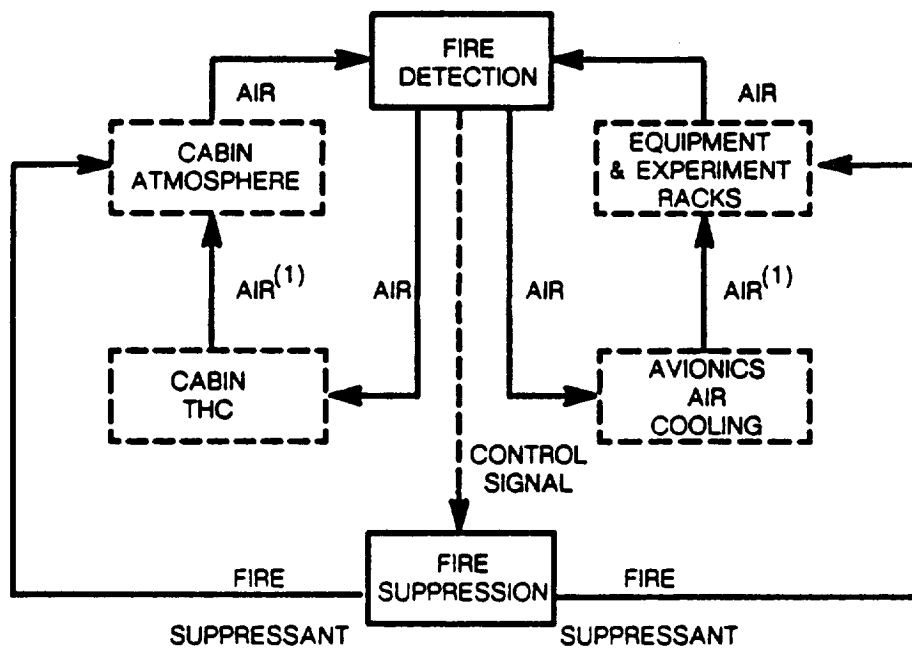 FIRE
DETECTION
AIR
AIR
CABIN
ATMOSPHERE
EQUIPMENT
& EXPERIMENT
RACKS
AIR(1)
AIR
AIR
AIR(1)
CABIN
THC
AVIONICS
AIR
COOLING
CONTROL
SIGNAL
FIRE
SUPPRESSION
FIRE
SUPPRESSANT
FIRE
SUPPRESSANT